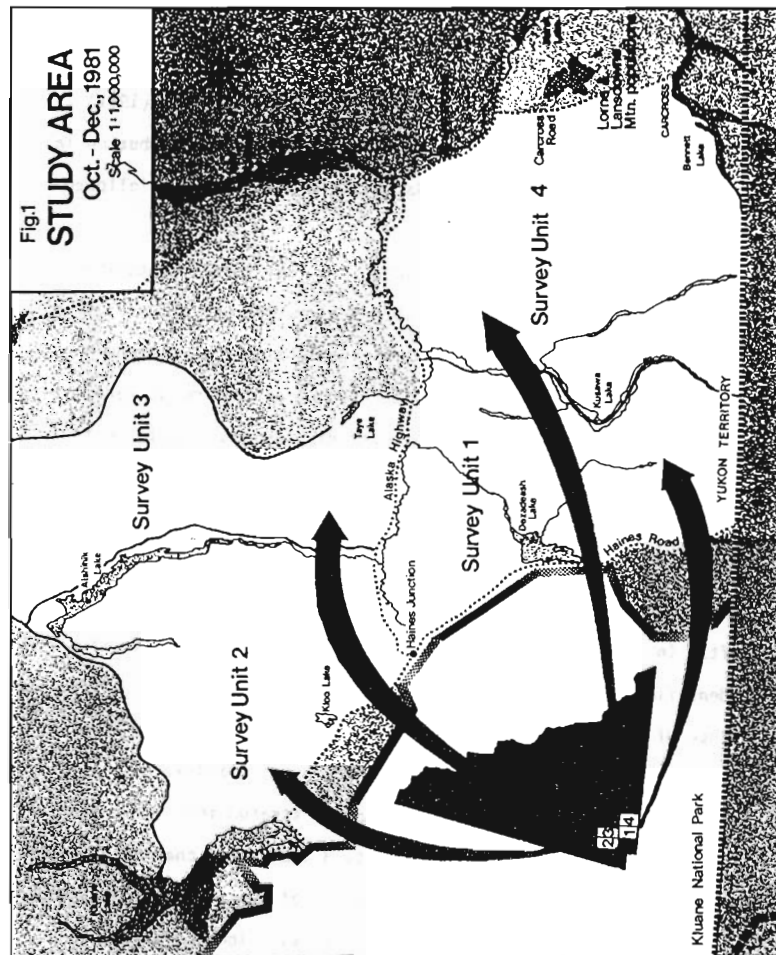 Fig.1
STUDY AREA
Oct. - Dec., 1981
Scale 1:1,000,000
Survey Unit 3
Survey Unit 2
Survey Unit 1
Survey Unit 4
Aishihik
Lake
Taye
Lake
Alaska Highway
Haines Junction
Kloo Lake
Dezadeash
Lake
Haines Road
Kusawa
Lake
Carcross
Road
Lorne &
Lansdowne
Mtn. populations
CARCROSS
Bennett
Lake
YUKON TERRITORY
Kluane National Park
23
14